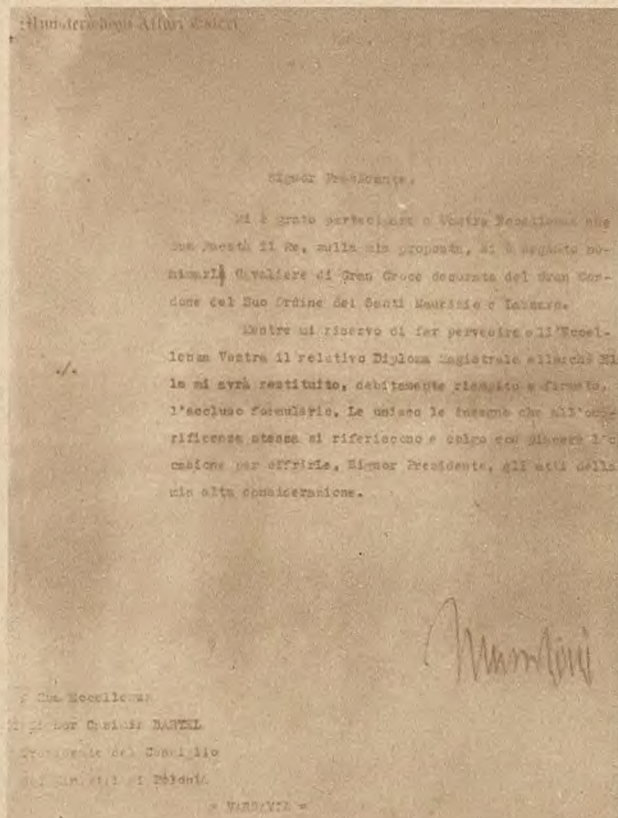 Ministero degli Affari Esteri
Signor Presidente,
Mi è grato partecipare a Vostra Eccellenza che
Sua Maestà il Re, sulla mia proposta, si è degnato no-
minarLa Cavaliere di Gran Croce decorato del Gran Cor-
done del Suo Ordine dei Santi Maurizio e Lazzaro.
Mentre mi riservo di far pervenire all'Eccel-
lenza Vostra il relativo Diploma Magistrale allorchè El-
./.
la mi avrà restituito, debitamente riempito e firmato,
l'accluso formulario, Le unisco le insegne che all'ono-
rificenza stessa si riferiscono e colgo con piacere l'oc
casione per offrirLe, Signor Presidente, gli atti della
mia alta considerazione.
Mussolini
Sua Eccellenza
Signor Casimir BARTEL
Presidente del Consiglio
dei Ministri di Polonia
= VARSAVIA =